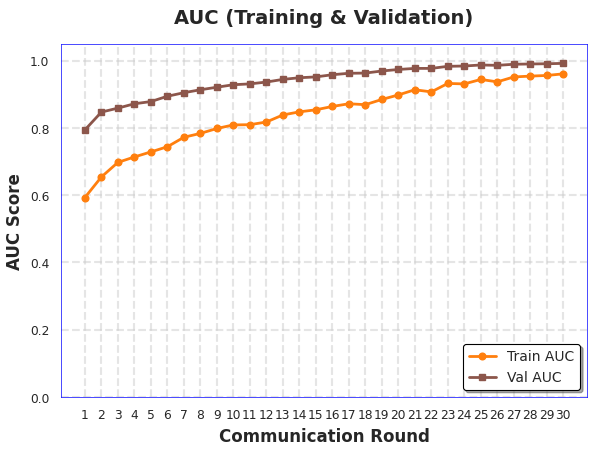 AUC (Training & Validation)
AUC Score
1.0
0.8
0.6
0.4
0.2
0.0
Train AUC
Val AUC
1 2 3 4 5 6 7 8 9 10 11 12 13 14 15 16 17 18 19 20 21 22 23 24 25 26 27 28 29 30
Communication Round